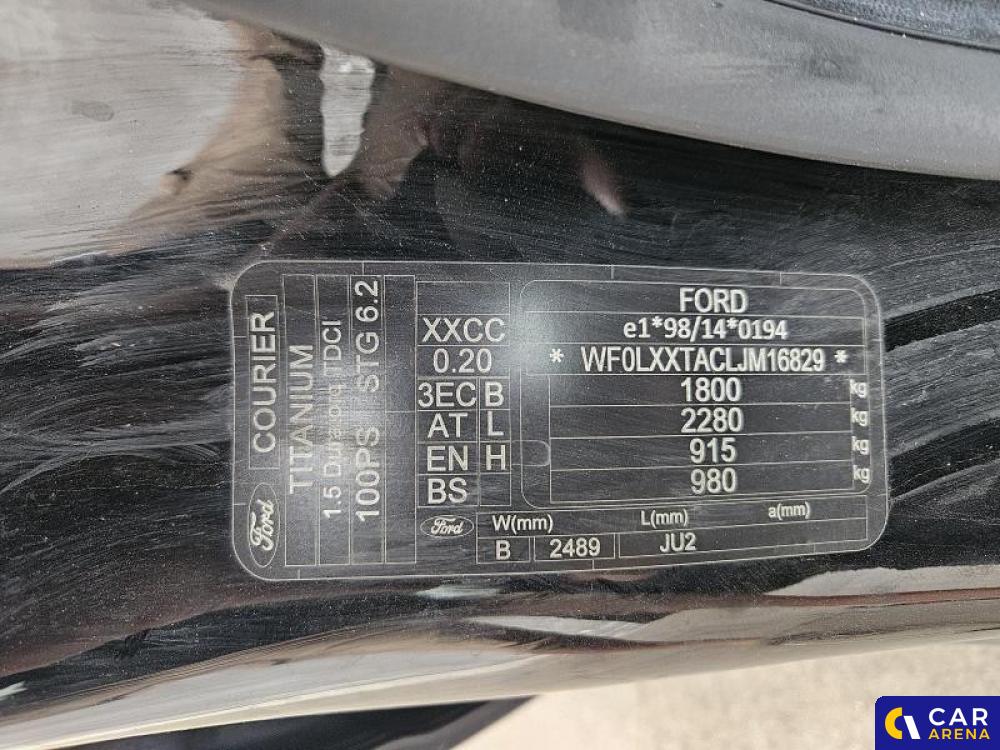 Ford
COURIER
TITANIUM
1.5 Duratorq TDCI
100PS STG 6.2
XXCC
0.20
3EC B
AT L
EN H
BS
Ford
FORD
e1*98/14*0194
* WF0LXXTACLJM16829 *
1800 kg
2280 kg
915 kg
980 kg
W(mm) L(mm) a(mm)
B 2489 JU2
CAR
ARENA